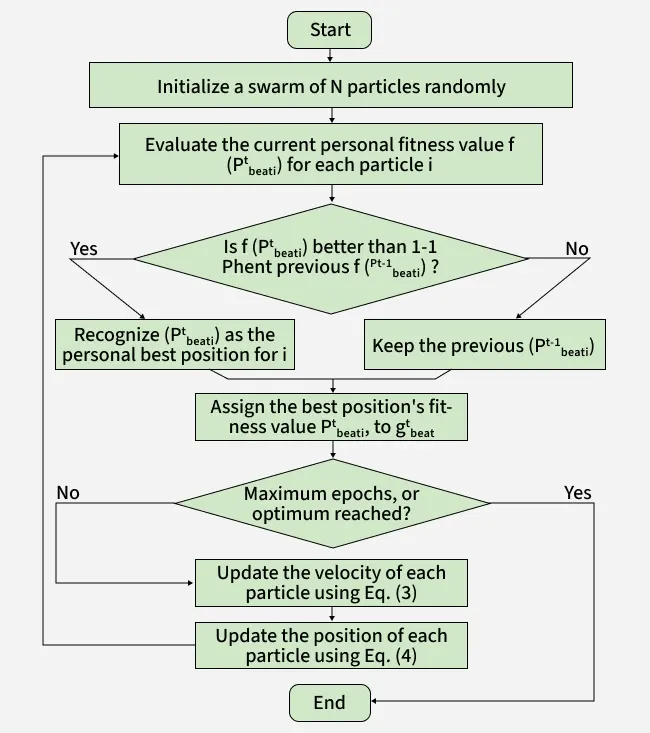 Start
Initialize a swarm of N particles randomly
Evaluate the current personal fitness value f
(Pᵗbeati) for each particle i
Is f (Pᵗbeati) better than 1-1
Phent previous f (ᴾᵗ⁻¹beati) ?
Yes
No
Recognize (Pᵗbeati) as the
personal best position for i
Keep the previous (Pᵗ⁻¹beati)
Assign the best position's fit-
ness value Pᵗbeati, to gᵗbeat
Maximum epochs, or
optimum reached?
No
Yes
Update the velocity of each
particle using Eq. (3)
Update the position of each
particle using Eq. (4)
End